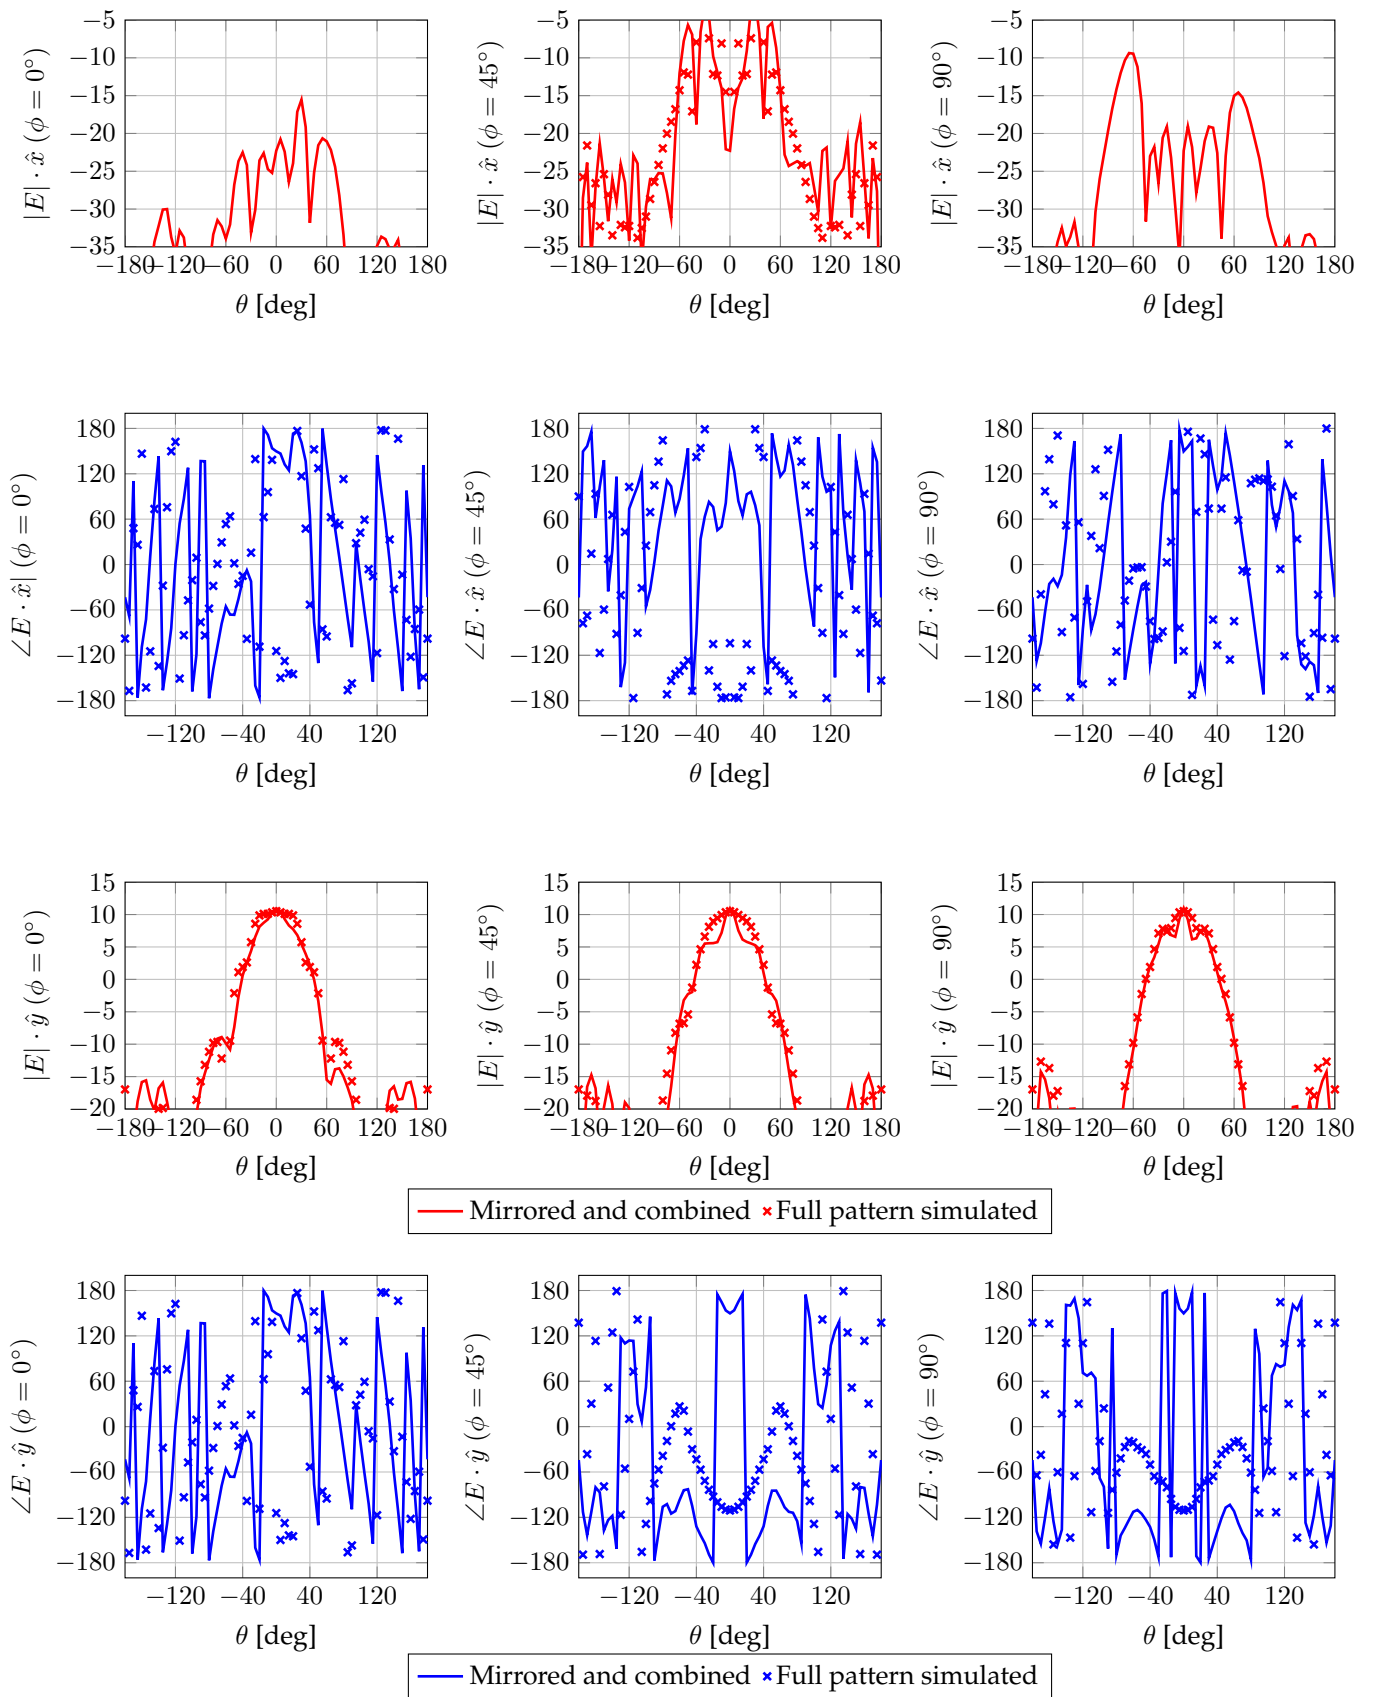 |E| · x̂ (ϕ = 0°)
−5
−10
−15
−20
−25
−30
−35
−180 −120 −60 0 60 120 180
θ [deg]
|E| · x̂ (ϕ = 45°)
−5
−10
−15
−20
−25
−30
−35
−180 −120 −60 0 60 120 180
θ [deg]
|E| · x̂ (ϕ = 90°)
−5
−10
−15
−20
−25
−30
−35
−180 −120 −60 0 60 120 180
θ [deg]
∠E · x̂| (ϕ = 0°)
180
120
60
0
−60
−120
−180
−120 −40 40 120
θ [deg]
∠E · x̂ (ϕ = 45°)
180
120
60
0
−60
−120
−180
−120 −40 40 120
θ [deg]
∠E · x̂ (ϕ = 90°)
180
120
60
0
−60
−120
−180
−120 −40 40 120
θ [deg]
|E| · ŷ (ϕ = 0°)
15
10
5
0
−5
−10
−15
−20
−180 −120 −60 0 60 120 180
θ [deg]
|E| · ŷ (ϕ = 45°)
15
10
5
0
−5
−10
−15
−20
−180 −120 −60 0 60 120 180
θ [deg]
|E| · ŷ (ϕ = 90°)
15
10
5
0
−5
−10
−15
−20
−180 −120 −60 0 60 120 180
θ [deg]
Mirrored and combined Full pattern simulated
∠E · ŷ (ϕ = 0°)
180
120
60
0
−60
−120
−180
−120 −40 40 120
θ [deg]
∠E · ŷ (ϕ = 45°)
180
120
60
0
−60
−120
−180
−120 −40 40 120
θ [deg]
∠E · ŷ (ϕ = 90°)
180
120
60
0
−60
−120
−180
−120 −40 40 120
θ [deg]
Mirrored and combined Full pattern simulated